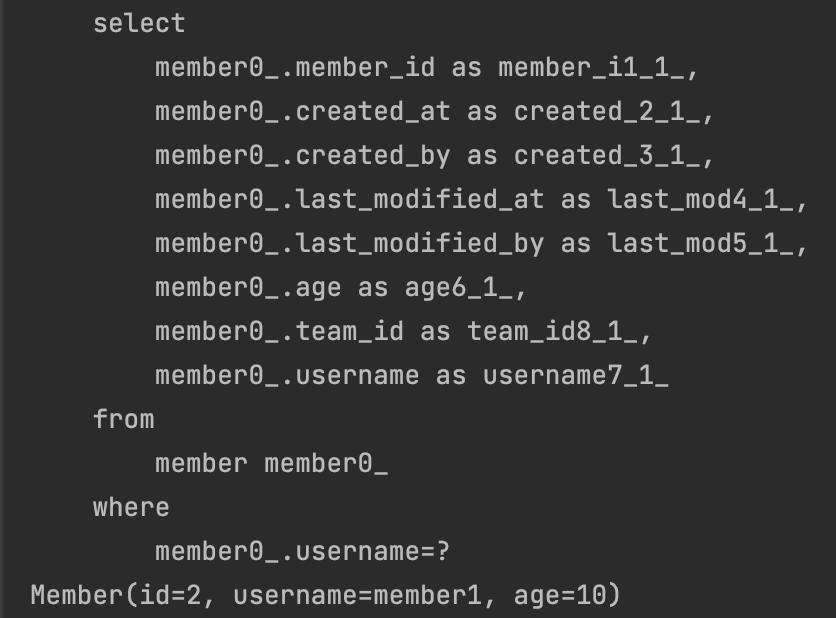 select
member0_.member_id as member_i1_1_,
member0_.created_at as created_2_1_,
member0_.created_by as created_3_1_,
member0_.last_modified_at as last_mod4_1_,
member0_.last_modified_by as last_mod5_1_,
member0_.age as age6_1_,
member0_.team_id as team_id8_1_,
member0_.username as username7_1_
from
member member0_
where
member0_.username=?
Member(id=2, username=member1, age=10)